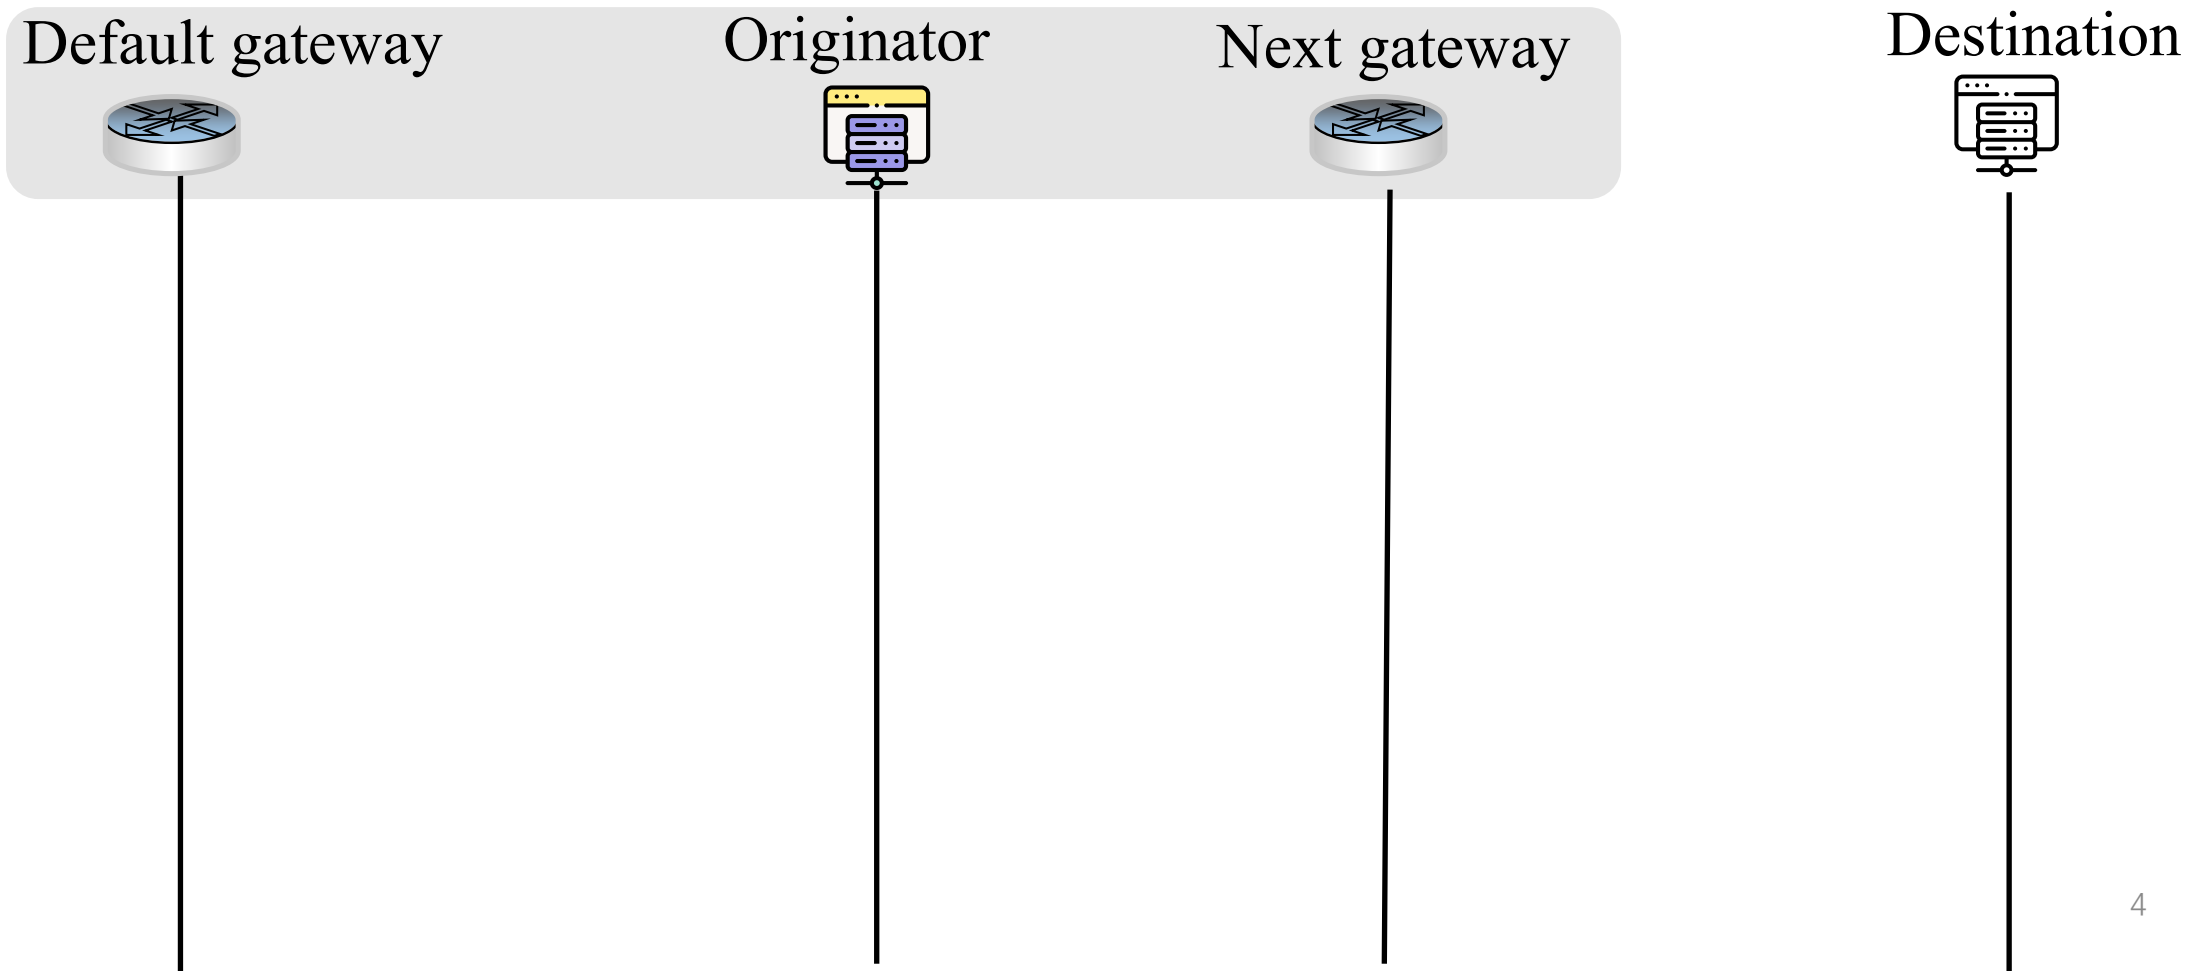 Default gateway
Originator
Next gateway
Destination
4